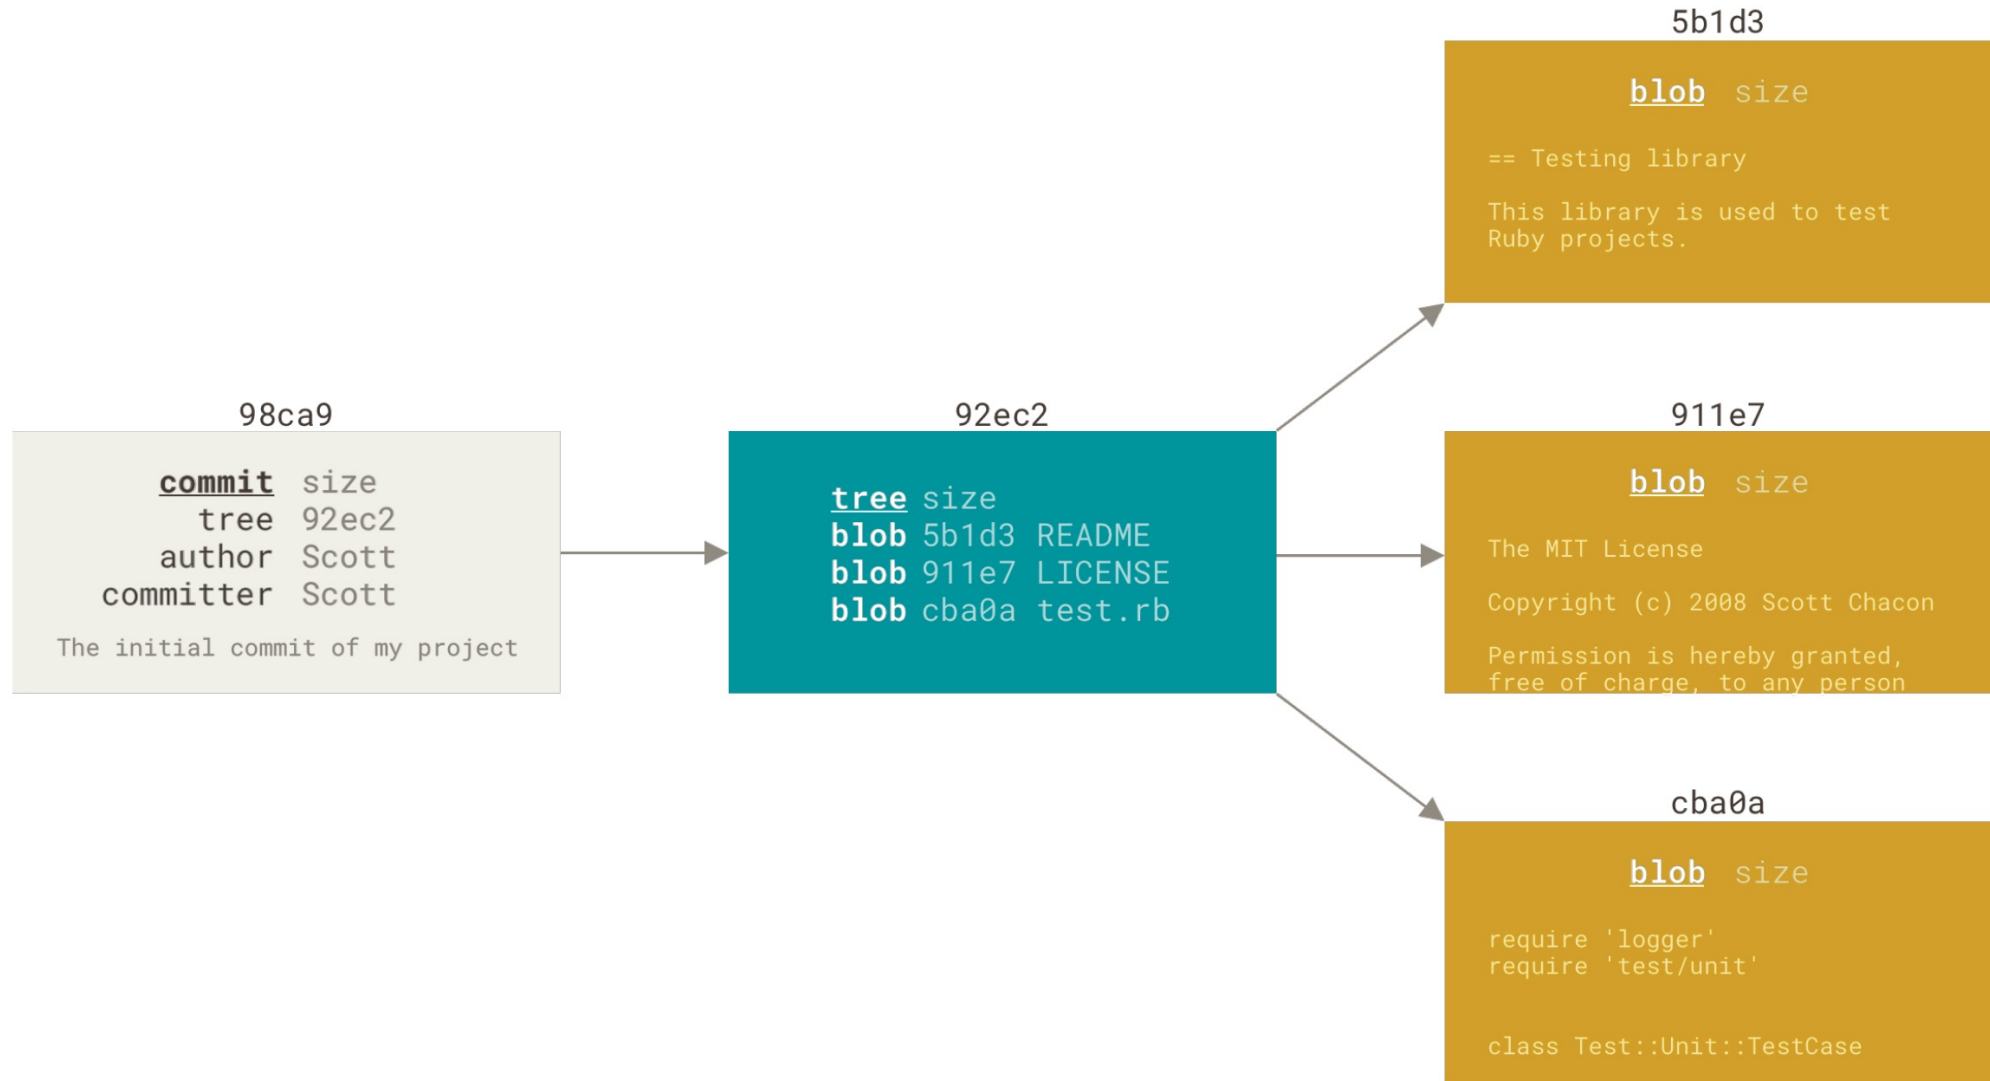 98ca9
commit size
tree 92ec2
author Scott
committer Scott
The initial commit of my project
92ec2
tree size
blob 5b1d3 README
blob 911e7 LICENSE
blob cba0a test.rb
5b1d3
blob size
== Testing library
This library is used to test
Ruby projects.
911e7
blob size
The MIT License
Copyright (c) 2008 Scott Chacon
Permission is hereby granted,
free of charge, to any person
cba0a
blob size
require 'logger'
require 'test/unit'
class Test::Unit::TestCase